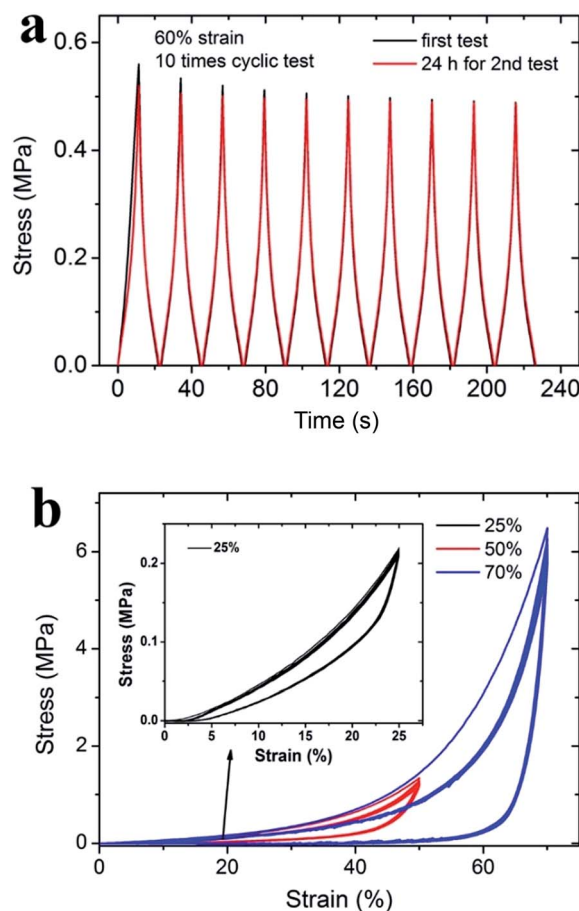 a
60% strain
10 times cyclic test
first test
24 h for 2nd test
Stress (MPa)
0.6
0.4
0.2
0.0
0 40 80 120 160 200 240
Time (s)
b
25%
50%
70%
Stress (MPa)
6
4
2
0
0 20 40 60
Strain (%)
25%
Stress (MPa)
0.2
0.1
0.0
0 5 10 15 20 25
Strain (%)